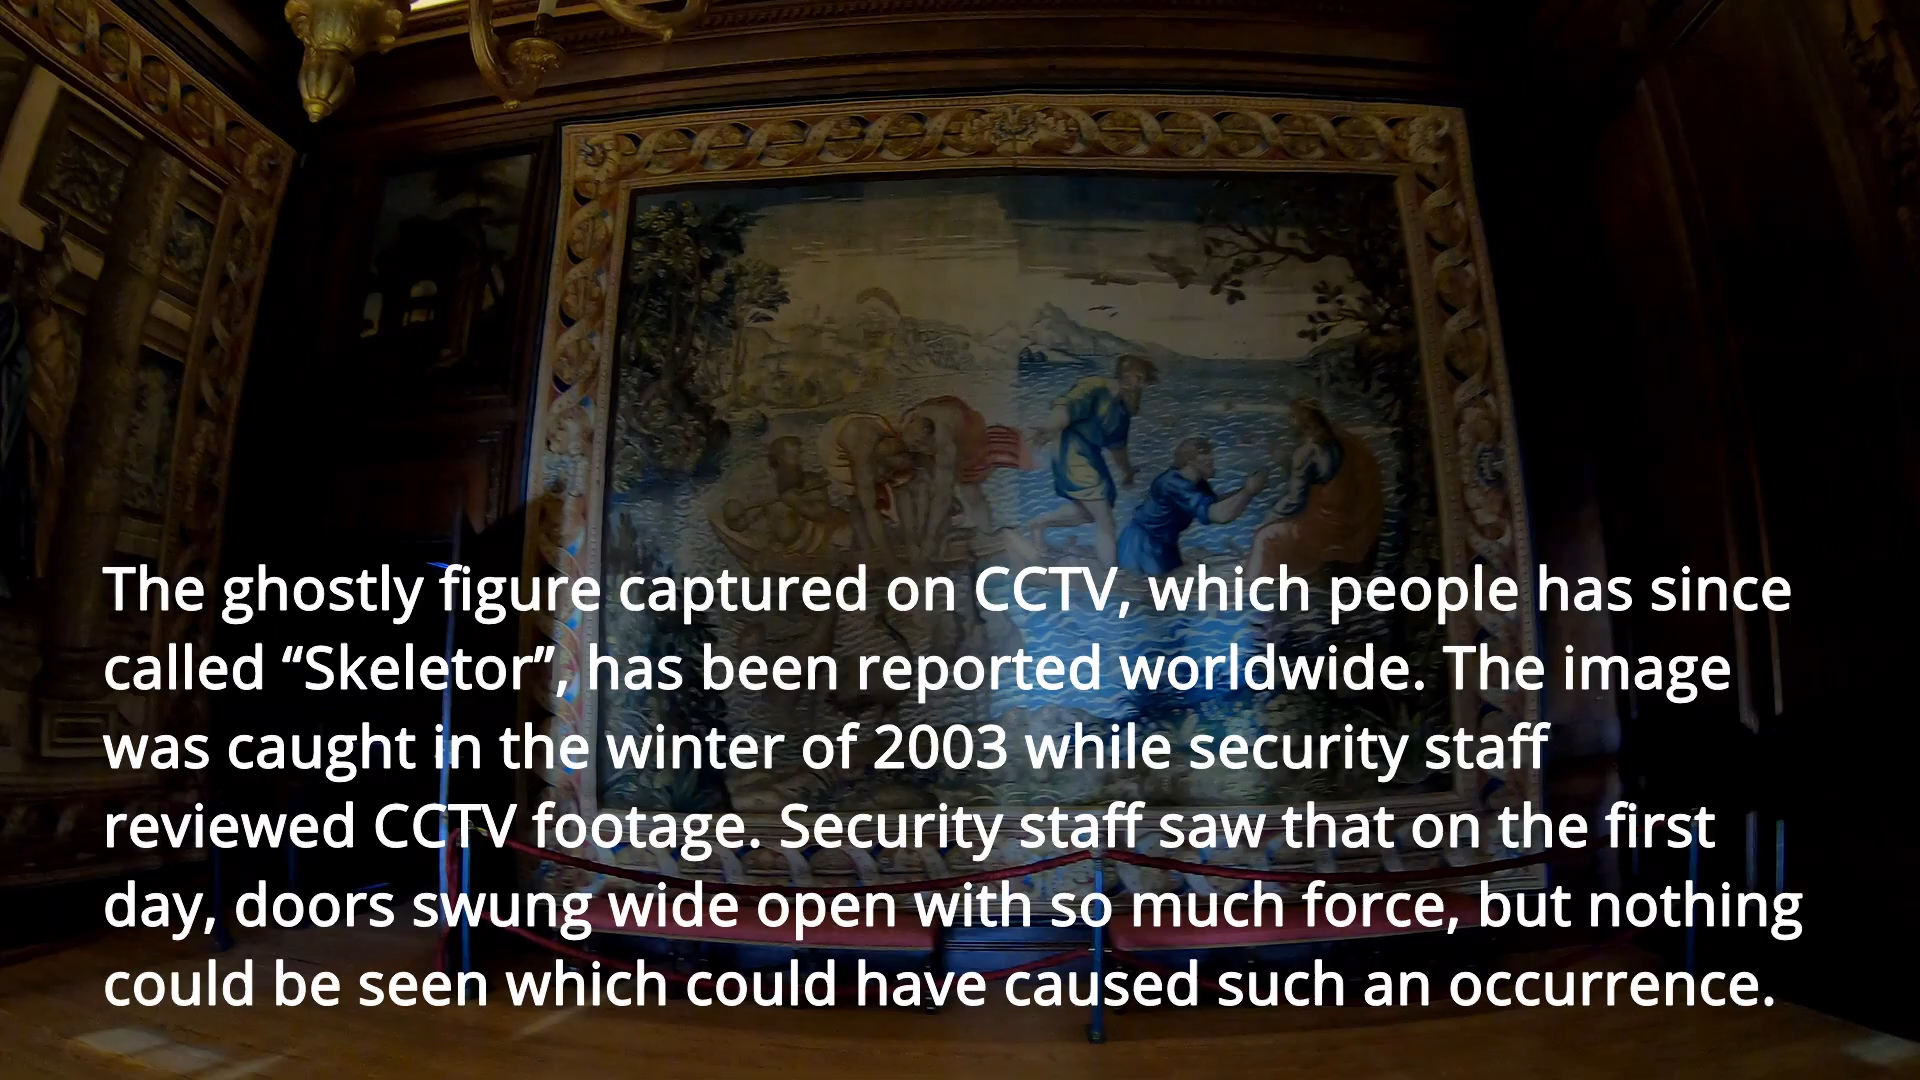 The ghostly figure captured on CCTV, which people has since
called “Skeletor”, has been reported worldwide. The image
was caught in the winter of 2003 while security staff
reviewed CCTV footage. Security staff saw that on the first
day, doors swung wide open with so much force, but nothing
could be seen which could have caused such an occurrence.